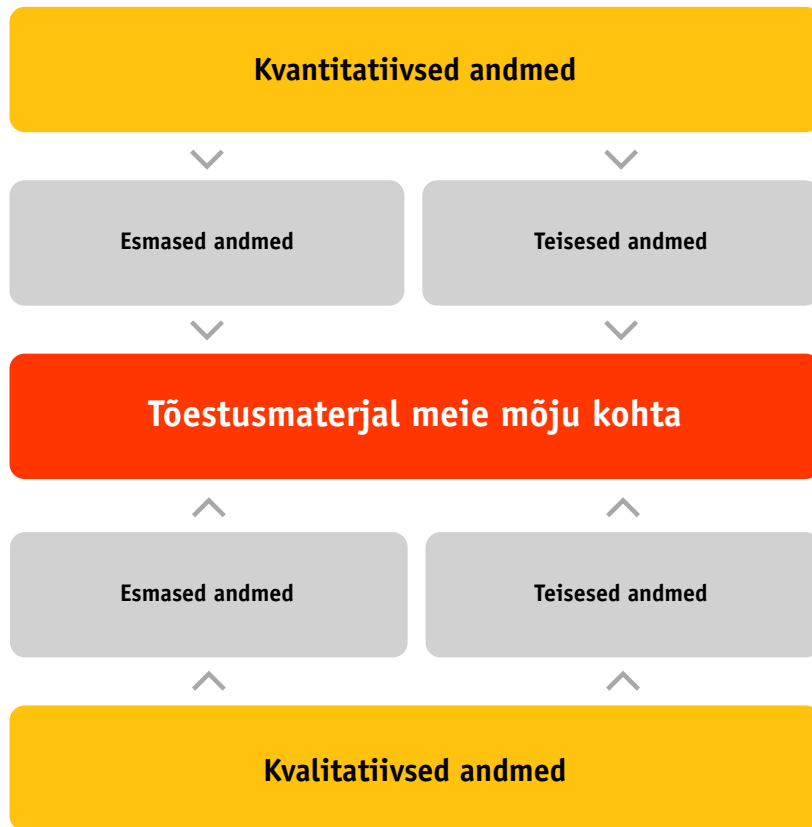 Kvantitatiivsed andmed
Esmased andmed
Teisesed andmed
Tõestusmaterjal meie mõju kohta
Esmased andmed
Teisesed andmed
Kvalitatiivsed andmed